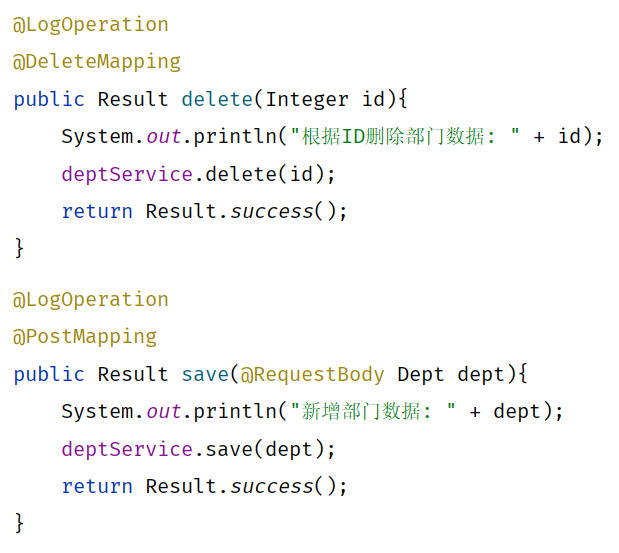 @LogOperation
@DeleteMapping
public Result delete(Integer id){
    System.out.println("根据ID删除部门数据: " + id);
    deptService.delete(id);
    return Result.success();
}
@LogOperation
@PostMapping
public Result save(@RequestBody Dept dept){
    System.out.println("新增部门数据: " + dept);
    deptService.save(dept);
    return Result.success();
}